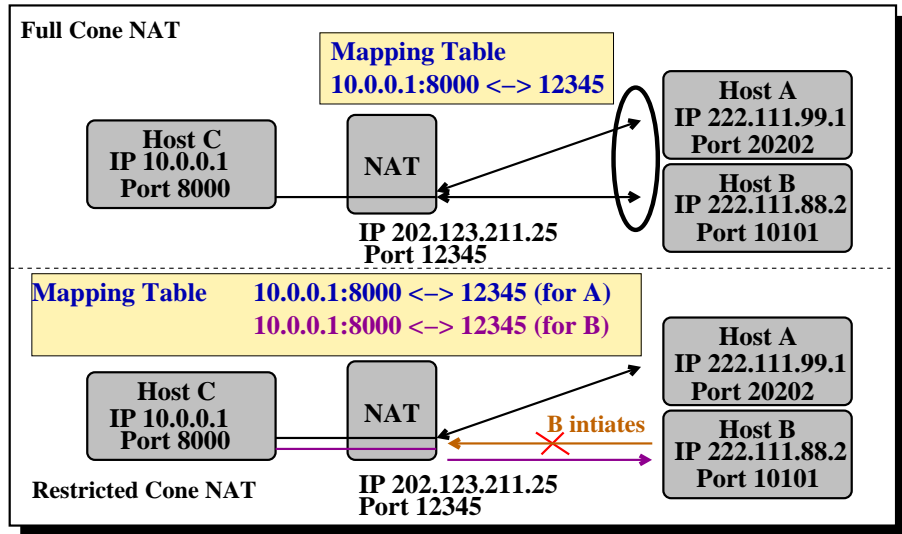 Full Cone NAT
Mapping Table
10.0.0.1:8000 <-> 12345
Host C
IP 10.0.0.1
Port 8000
NAT
IP 202.123.211.25
Port 12345
Host A
IP 222.111.99.1
Port 20202
Host B
IP 222.111.88.2
Port 10101
Mapping Table 10.0.0.1:8000 <-> 12345 (for A)
10.0.0.1:8000 <-> 12345 (for B)
Host C
IP 10.0.0.1
Port 8000
NAT
IP 202.123.211.25
Port 12345
B intiates
Host A
IP 222.111.99.1
Port 20202
Host B
IP 222.111.88.2
Port 10101
Restricted Cone NAT